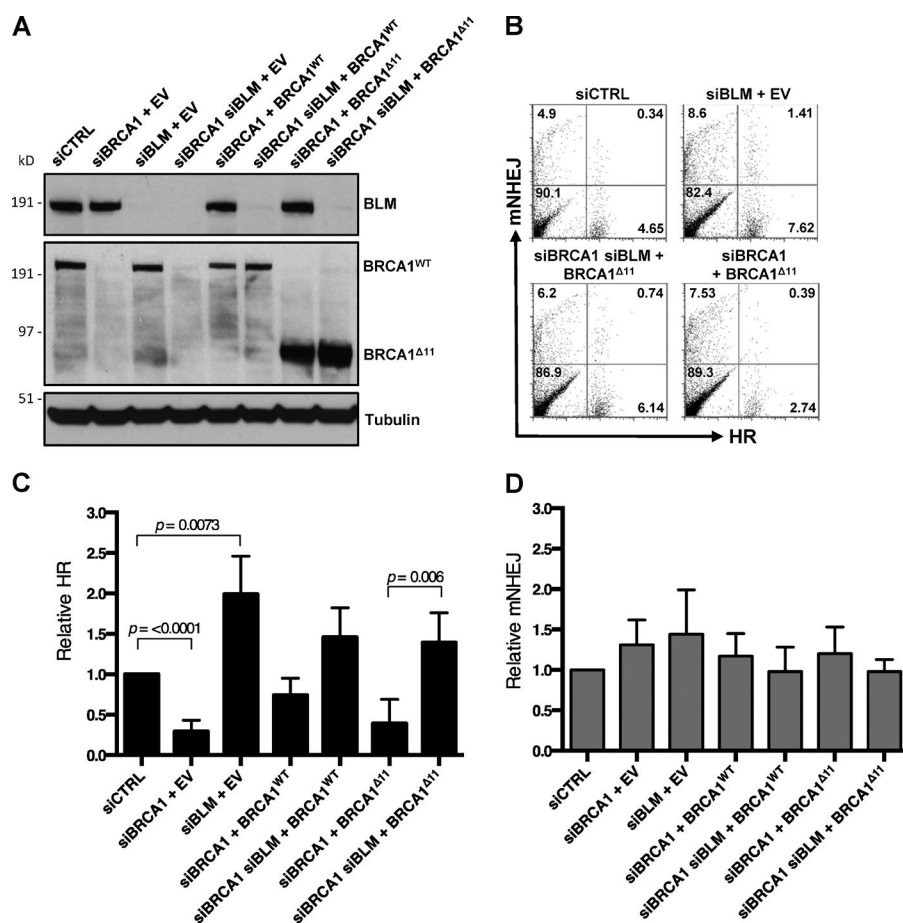 A
siCTRL
siBRCA1 + EV
siBLM + EV
siBRCA1 siBLM + EV
siBRCA1 + BRCA1WT
siBRCA1 siBLM + BRCA1WT
siBRCA1 + BRCA1Δ11
siBRCA1 siBLM + BRCA1Δ11
kD
191 -
BLM
BRCA1WT
191 -
97 -
BRCA1Δ11
51 -
Tubulin
B
siCTRL
siBLM + EV
4.9
0.34
8.6
1.41
90.1
4.65
82.4
7.62
siBRCA1 siBLM +
BRCA1Δ11
siBRCA1
+ BRCA1Δ11
6.2
0.74
7.53
0.39
86.9
6.14
89.3
2.74
mNHEJ
HR
C
Relative HR
3.0
2.5
2.0
1.5
1.0
0.5
0.0
p = 0.0073
p = <0.0001
p = 0.006
siCTRL
siBRCA1 + EV
siBLM + EV
siBRCA1 + BRCA1WT
siBRCA1 siBLM + BRCA1WT
siBRCA1 + BRCA1Δ11
siBRCA1 siBLM + BRCA1Δ11
D
Relative mNHEJ
3.0
2.5
2.0
1.5
1.0
0.5
0.0
siCTRL
siBRCA1 + EV
siBLM + EV
siBRCA1 + BRCA1WT
siBRCA1 siBLM + BRCA1WT
siBRCA1 + BRCA1Δ11
siBRCA1 siBLM + BRCA1Δ11